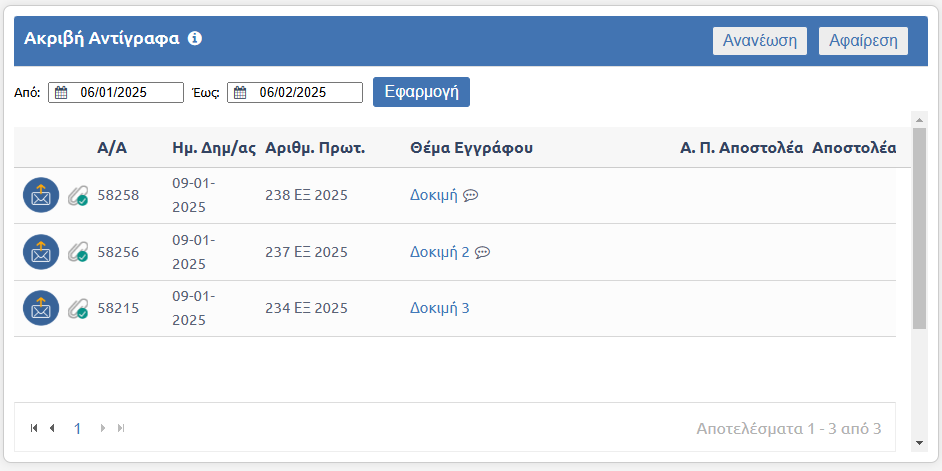 Ακριβή Αντίγραφα
Ανανέωση Αφαίρεση
Από: 06/01/2025 Έως: 06/02/2025 Εφαρμογή
Α/Α Ημ. Δημ/ας Αριθμ. Πρωτ. Θέμα Εγγράφου Α. Π. Αποστολέα Αποστολέα
58258 09-01-2025 238 ΕΞ 2025 Δοκιμή
58256 09-01-2025 237 ΕΞ 2025 Δοκιμή 2
58215 09-01-2025 234 ΕΞ 2025 Δοκιμή 3
1 Αποτελέσματα 1 - 3 από 3